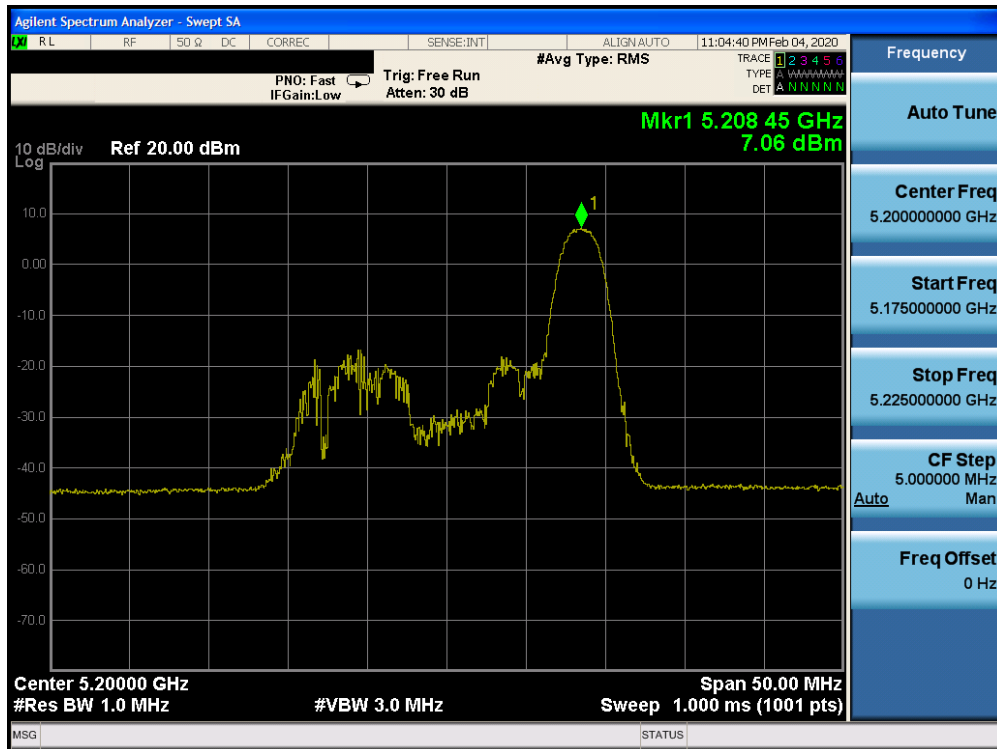 Agilent Spectrum Analyzer - Swept SA
LXI RL RF 50 Ω DC CORREC SENSE:INT ALIGN AUTO 11:04:40 PM Feb 04, 2020
Frequency
#Avg Type: RMS
TRACE 1 2 3 4 5 6
PNO: Fast Trig: Free Run
TYPE A WWWWW
IFGain:Low Atten: 30 dB
DET A N N N N N
Auto Tune
Mkr1 5.208 45 GHz
7.06 dBm
10 dB/div Ref 20.00 dBm
Log
1
10.0
0.00
-10.0
-20.0
-30.0
-40.0
-50.0
-60.0
-70.0
Center Freq
5.200000000 GHz
Start Freq
5.175000000 GHz
Stop Freq
5.225000000 GHz
CF Step
5.000000 MHz
Auto Man
Freq Offset
0 Hz
Center 5.20000 GHz Span 50.00 MHz
#Res BW 1.0 MHz #VBW 3.0 MHz Sweep 1.000 ms (1001 pts)
MSG STATUS